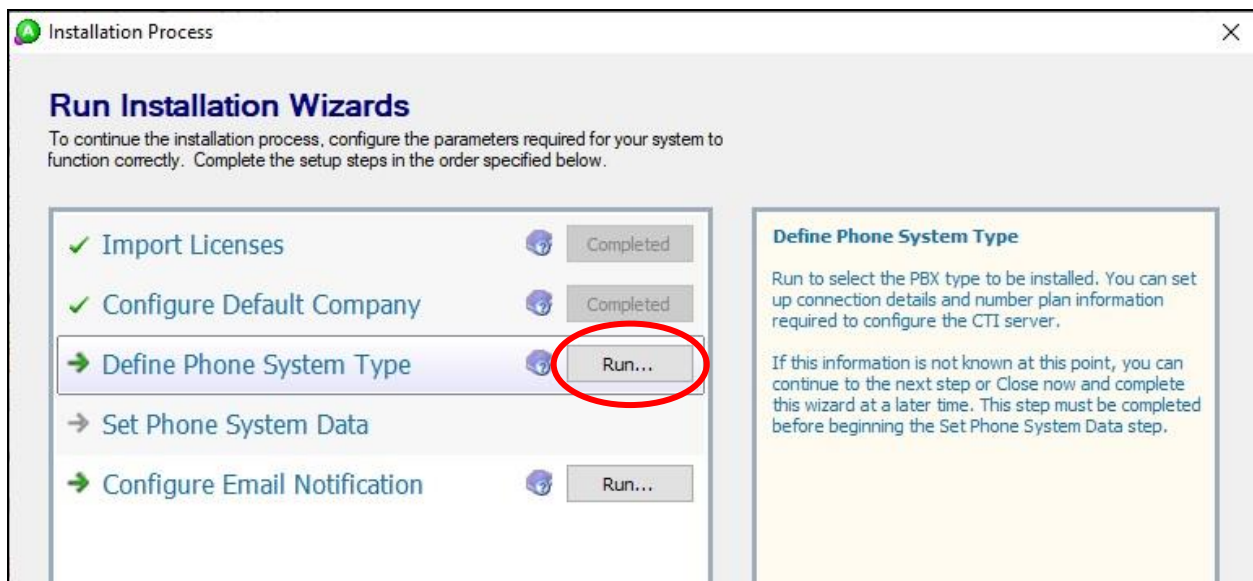 Installation Process
Run Installation Wizards
To continue the installation process, configure the parameters required for your system to
function correctly. Complete the setup steps in the order specified below.
Import Licenses
Completed
Configure Default Company
Completed
Define Phone System Type
Run...
Set Phone System Data
Configure Email Notification
Run...
Define Phone System Type
Run to select the PBX type to be installed. You can set
up connection details and number plan information
required to configure the CTI server.
If this information is not known at this point, you can
continue to the next step or Close now and complete
this wizard at a later time. This step must be completed
before beginning the Set Phone System Data step.